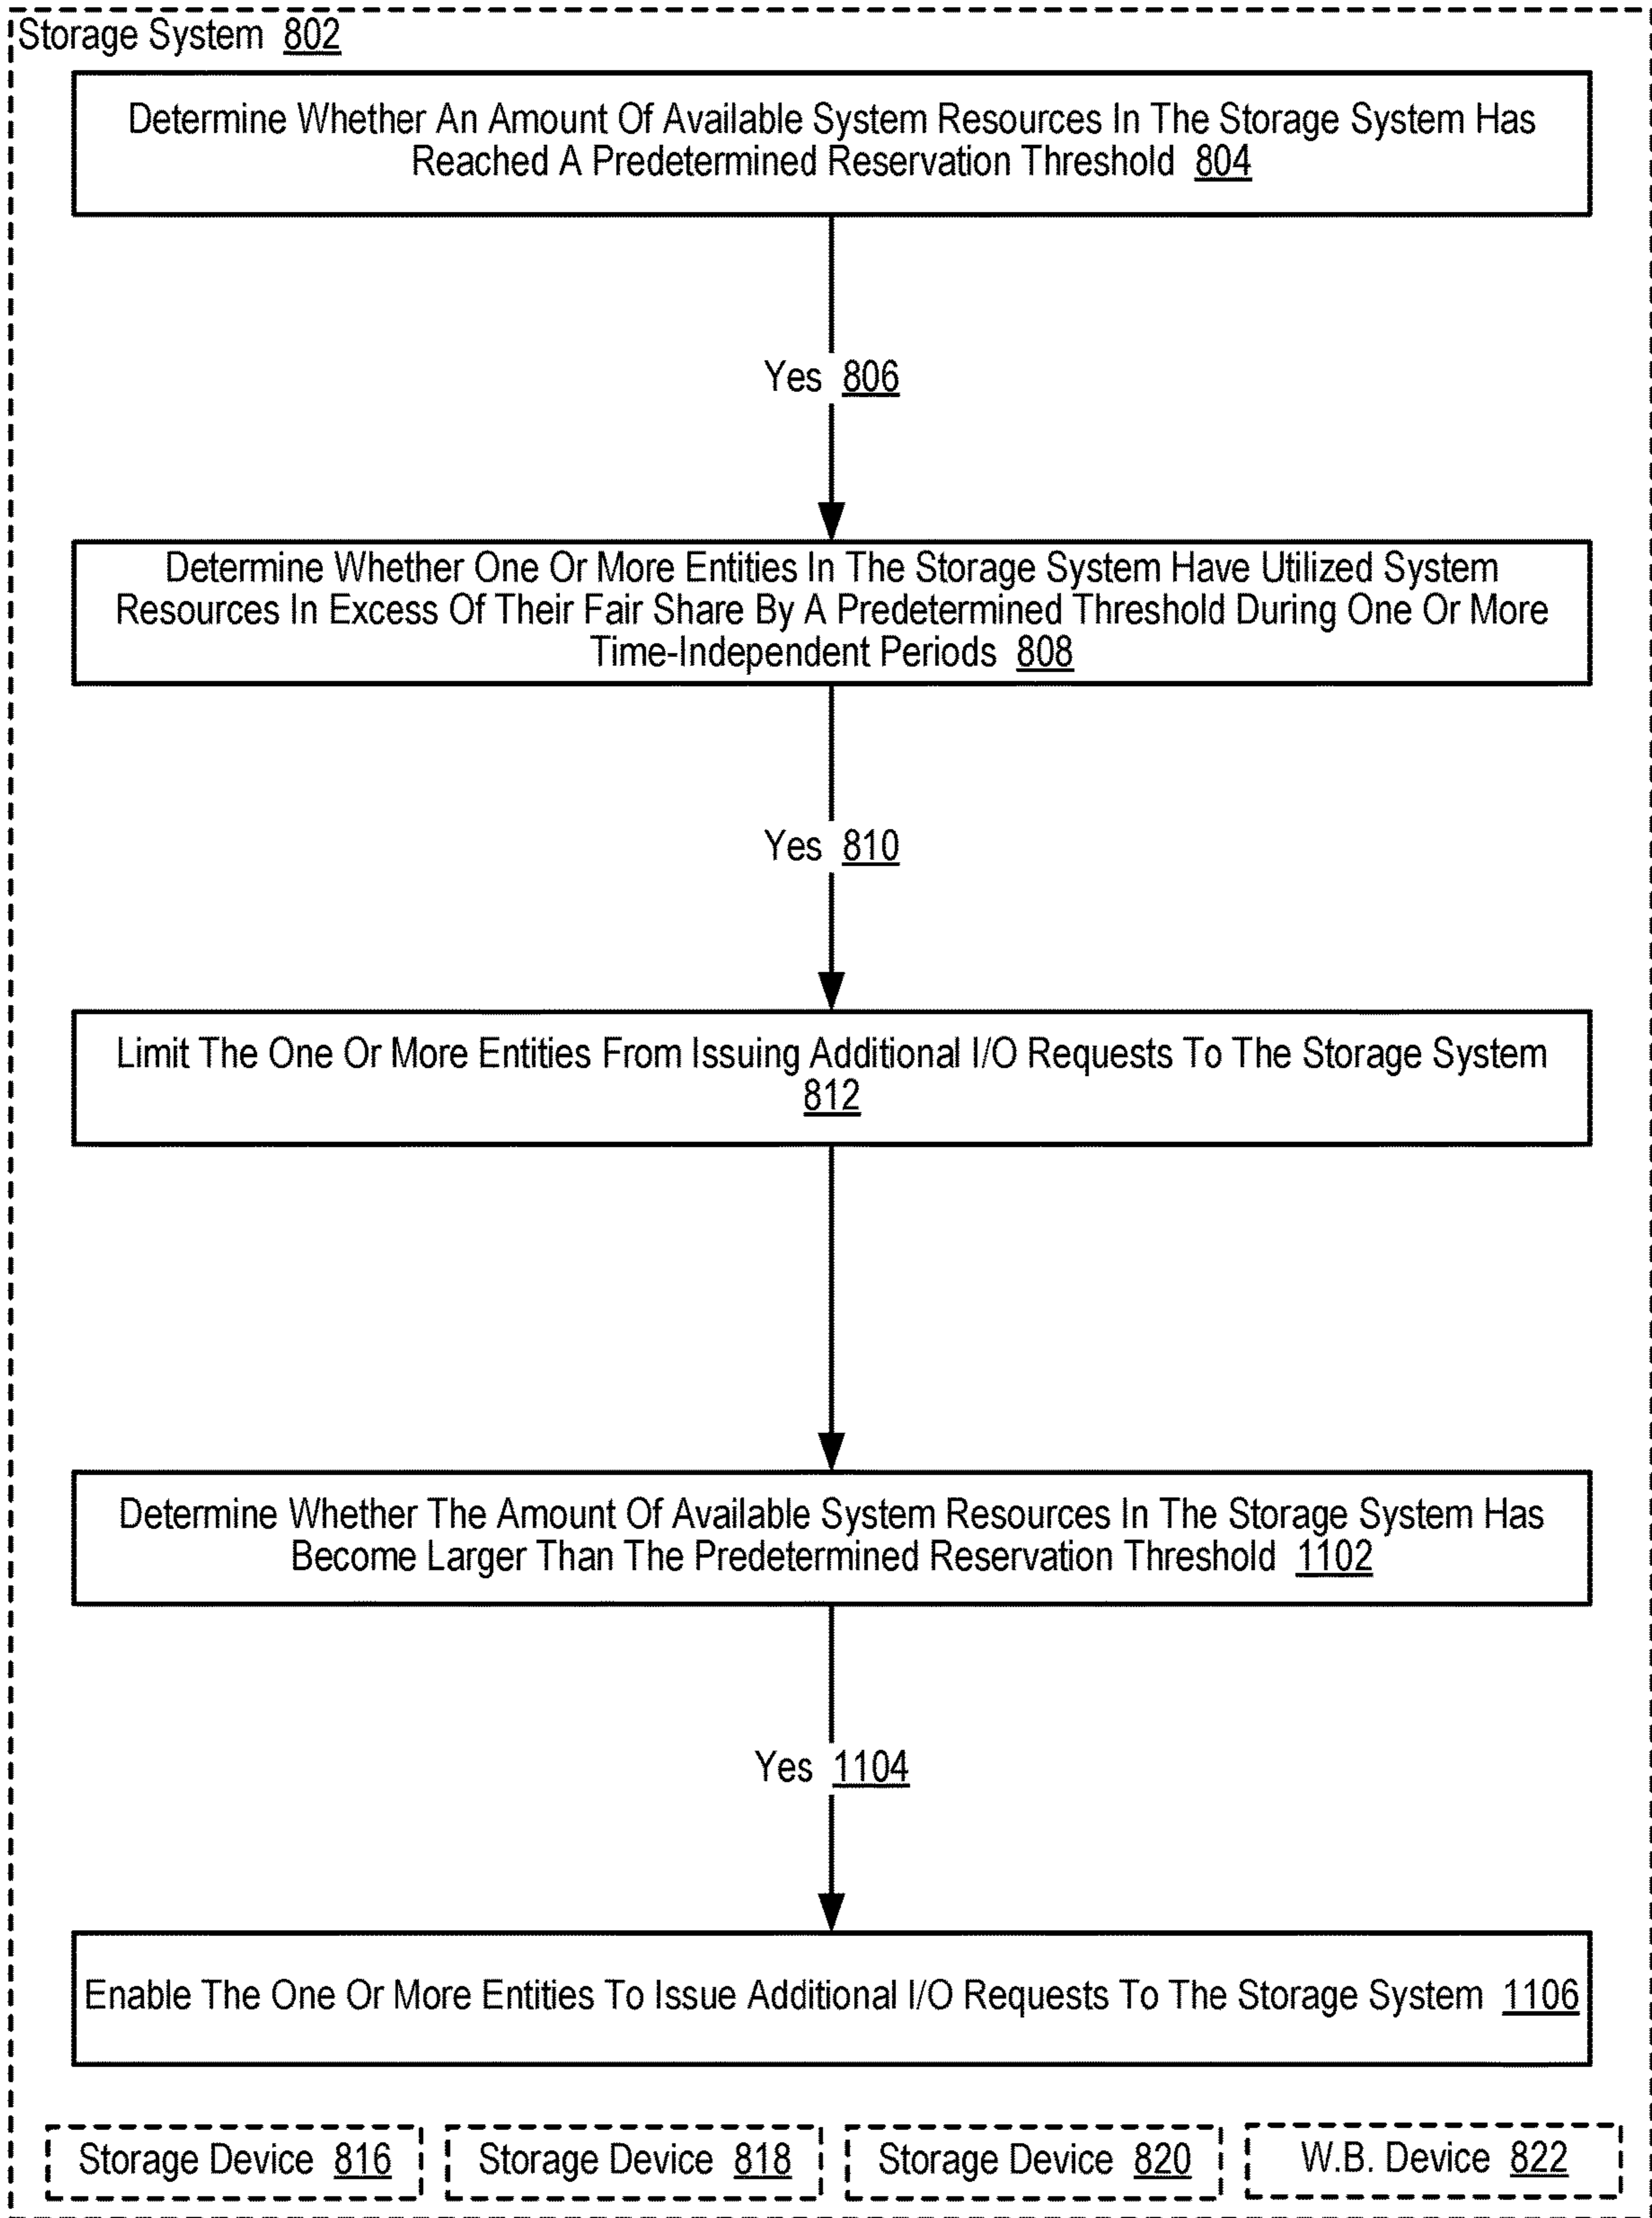 Storage System 802
Determine Whether An Amount Of Available System Resources In The Storage System Has
Reached A Predetermined Reservation Threshold 804
Yes 806
Determine Whether One Or More Entities In The Storage System Have Utilized System
Resources In Excess Of Their Fair Share By A Predetermined Threshold During One Or More
Time-Independent Periods 808
Yes 810
Limit The One Or More Entities From Issuing Additional I/O Requests To The Storage System
812
Determine Whether The Amount Of Available System Resources In The Storage System Has
Become Larger Than The Predetermined Reservation Threshold 1102
Yes 1104
Enable The One Or More Entities To Issue Additional I/O Requests To The Storage System 1106
Storage Device 816
Storage Device 818
Storage Device 820
W.B. Device 822